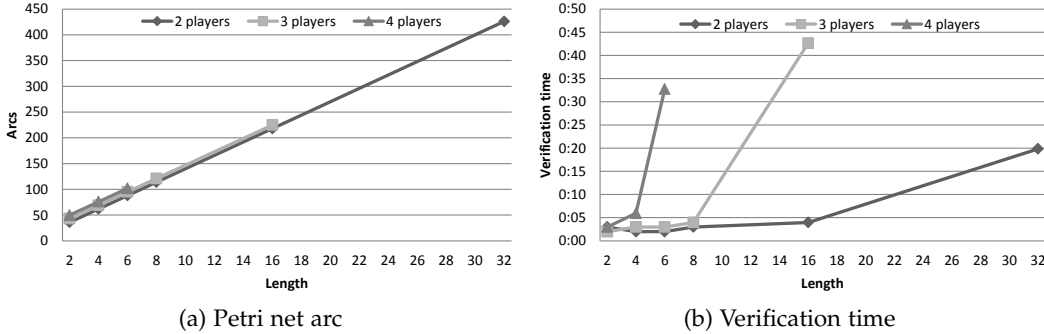 2 players 3 players 4 players
450
400
350
300
250
200
150
100
50
0
Arcs
2 4 6 8 10 12 14 16 18 20 22 24 26 28 30 32
Length
(a) Petri net arc
2 players 3 players 4 players
0:50
0:45
0:40
0:35
0:30
0:25
0:20
0:15
0:10
0:05
0:00
Verification time
2 4 6 8 10 12 14 16 18 20 22 24 26 28 30 32
Length
(b) Verification time